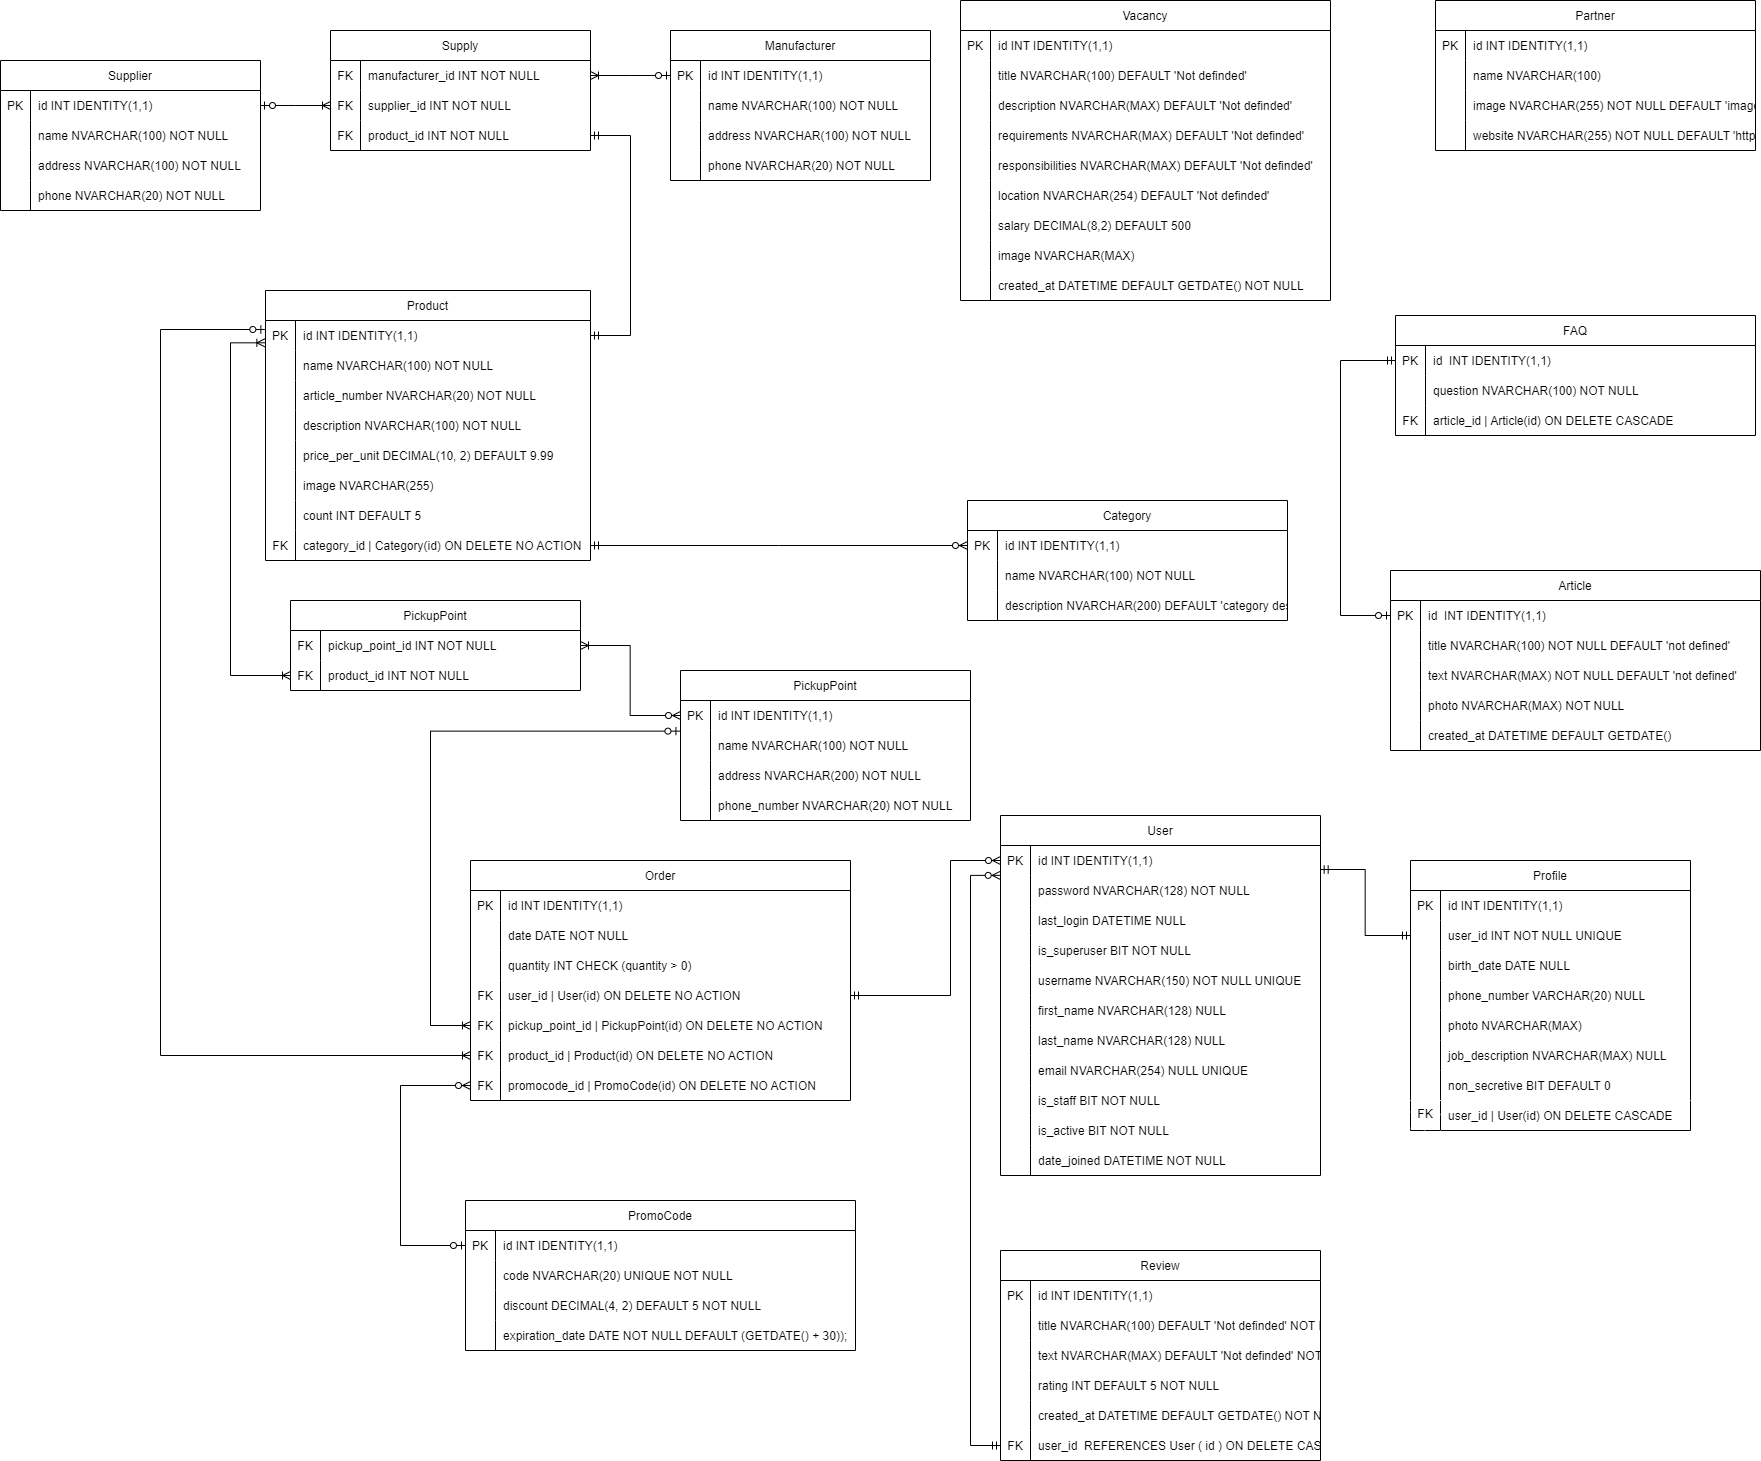 Supplier
PK id INT IDENTITY(1,1)
name NVARCHAR(100) NOT NULL
address NVARCHAR(100) NOT NULL
phone NVARCHAR(20) NOT NULL
Supply
FK manufacturer_id INT NOT NULL
FK supplier_id INT NOT NULL
FK product_id INT NOT NULL
Manufacturer
PK id INT IDENTITY(1,1)
name NVARCHAR(100) NOT NULL
address NVARCHAR(100) NOT NULL
phone NVARCHAR(20) NOT NULL
Vacancy
PK id INT IDENTITY(1,1)
title NVARCHAR(100) DEFAULT 'Not definded'
description NVARCHAR(MAX) DEFAULT 'Not definded'
requirements NVARCHAR(MAX) DEFAULT 'Not definded'
responsibilities NVARCHAR(MAX) DEFAULT 'Not definded'
location NVARCHAR(254) DEFAULT 'Not definded'
salary DECIMAL(8,2) DEFAULT 500
image NVARCHAR(MAX)
created_at DATETIME DEFAULT GETDATE() NOT NULL
Partner
PK id INT IDENTITY(1,1)
name NVARCHAR(100)
image NVARCHAR(255) NOT NULL DEFAULT 'imag
website NVARCHAR(255) NOT NULL DEFAULT 'http
Product
PK id INT IDENTITY(1,1)
name NVARCHAR(100) NOT NULL
article_number NVARCHAR(20) NOT NULL
description NVARCHAR(100) NOT NULL
price_per_unit DECIMAL(10, 2) DEFAULT 9.99
image NVARCHAR(255)
count INT DEFAULT 5
FK category_id | Category(id) ON DELETE NO ACTION
FAQ
PK id INT IDENTITY(1,1)
question NVARCHAR(100) NOT NULL
FK article_id | Article(id) ON DELETE CASCADE
Category
PK id INT IDENTITY(1,1)
name NVARCHAR(100) NOT NULL
description NVARCHAR(200) DEFAULT 'category des
Article
PK id INT IDENTITY(1,1)
title NVARCHAR(100) NOT NULL DEFAULT 'not defined'
text NVARCHAR(MAX) NOT NULL DEFAULT 'not defined'
photo NVARCHAR(MAX) NOT NULL
created_at DATETIME DEFAULT GETDATE()
PickupPoint
FK pickup_point_id INT NOT NULL
FK product_id INT NOT NULL
PickupPoint
PK id INT IDENTITY(1,1)
name NVARCHAR(100) NOT NULL
address NVARCHAR(200) NOT NULL
phone_number NVARCHAR(20) NOT NULL
Order
PK id INT IDENTITY(1,1)
date DATE NOT NULL
quantity INT CHECK (quantity > 0)
FK user_id | User(id) ON DELETE NO ACTION
FK pickup_point_id | PickupPoint(id) ON DELETE NO ACTION
FK product_id | Product(id) ON DELETE NO ACTION
FK promocode_id | PromoCode(id) ON DELETE NO ACTION
User
PK id INT IDENTITY(1,1)
password NVARCHAR(128) NOT NULL
last_login DATETIME NULL
is_superuser BIT NOT NULL
username NVARCHAR(150) NOT NULL UNIQUE
first_name NVARCHAR(128) NULL
last_name NVARCHAR(128) NULL
email NVARCHAR(254) NULL UNIQUE
is_staff BIT NOT NULL
is_active BIT NOT NULL
date_joined DATETIME NOT NULL
Profile
PK id INT IDENTITY(1,1)
user_id INT NOT NULL UNIQUE
birth_date DATE NULL
phone_number VARCHAR(20) NULL
photo NVARCHAR(MAX)
job_description NVARCHAR(MAX) NULL
non_secretive BIT DEFAULT 0
FK user_id | User(id) ON DELETE CASCADE
PromoCode
PK id INT IDENTITY(1,1)
code NVARCHAR(20) UNIQUE NOT NULL
discount DECIMAL(4, 2) DEFAULT 5 NOT NULL
expiration_date DATE NOT NULL DEFAULT (GETDATE() + 30));
Review
PK id INT IDENTITY(1,1)
title NVARCHAR(100) DEFAULT 'Not definded' NOT
text NVARCHAR(MAX) DEFAULT 'Not definded' NOT
rating INT DEFAULT 5 NOT NULL
created_at DATETIME DEFAULT GETDATE() NOT N
FK user_id REFERENCES User ( id ) ON DELETE CAS